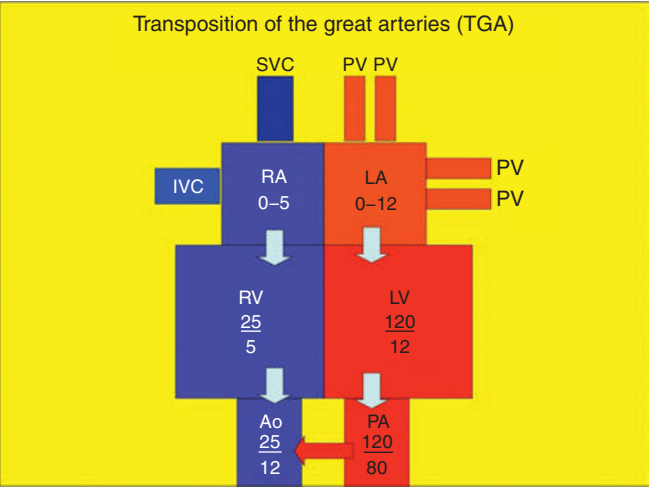 Transposition of the great arteries (TGA)
SVC
PV PV
IVC
RA
0–5
LA
0–12
PV
PV
RV
25
5
LV
120
12
Ao
25
12
PA
120
80